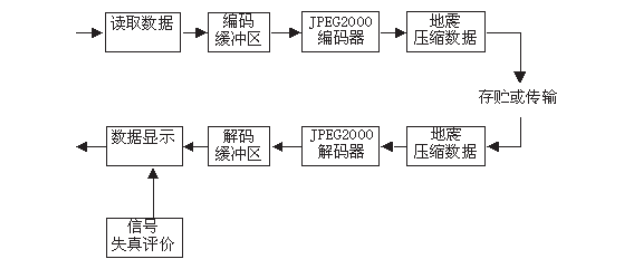 读取数据
编码
缓冲区
JPEG2000
编码器
地震
压缩数据
存贮或传输
数据显示
解码
缓冲区
JPEG2000
解码器
地震
压缩数据
信号
失真评价